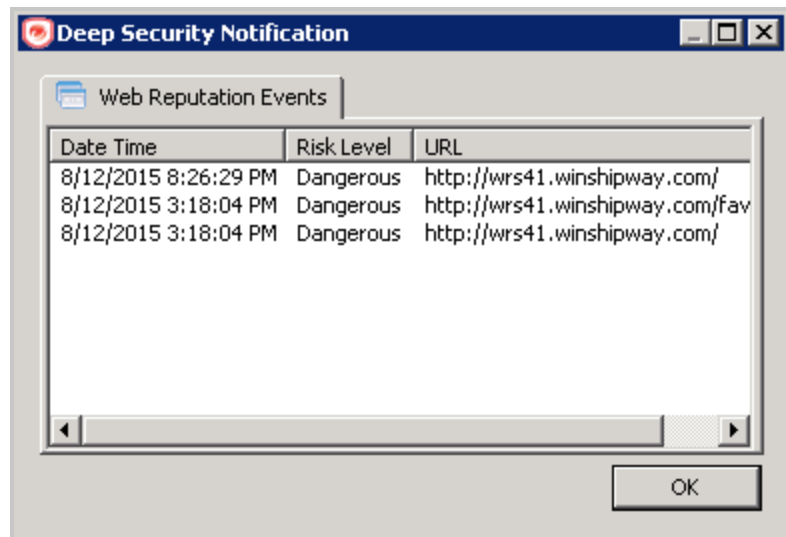 Deep Security Notification
Web Reputation Events
Date Time Risk Level URL
8/12/2015 8:26:29 PM Dangerous http://wrs41.winshipway.com/
8/12/2015 3:18:04 PM Dangerous http://wrs41.winshipway.com/fav
8/12/2015 3:18:04 PM Dangerous http://wrs41.winshipway.com/
OK